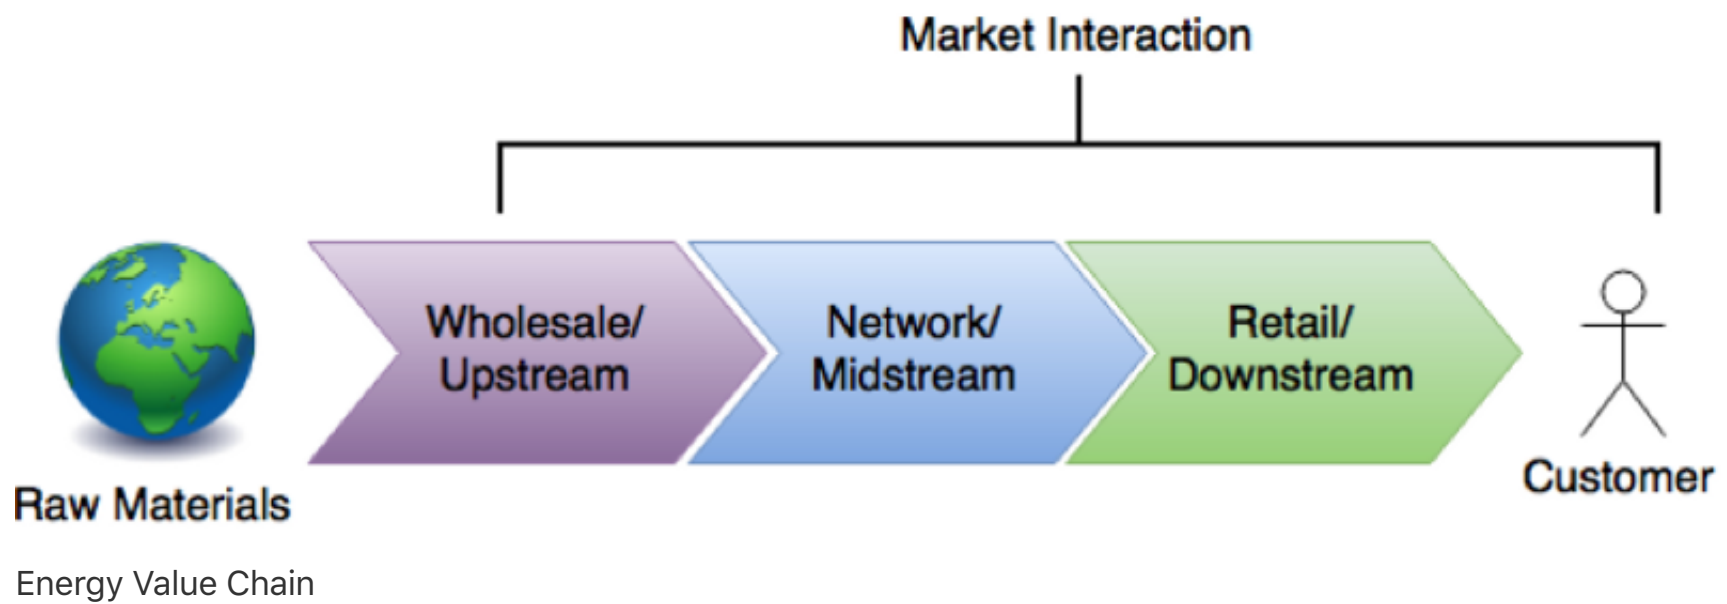 Market Interaction
Wholesale/
Upstream
Network/
Midstream
Retail/
Downstream
Raw Materials
Customer
Energy Value Chain